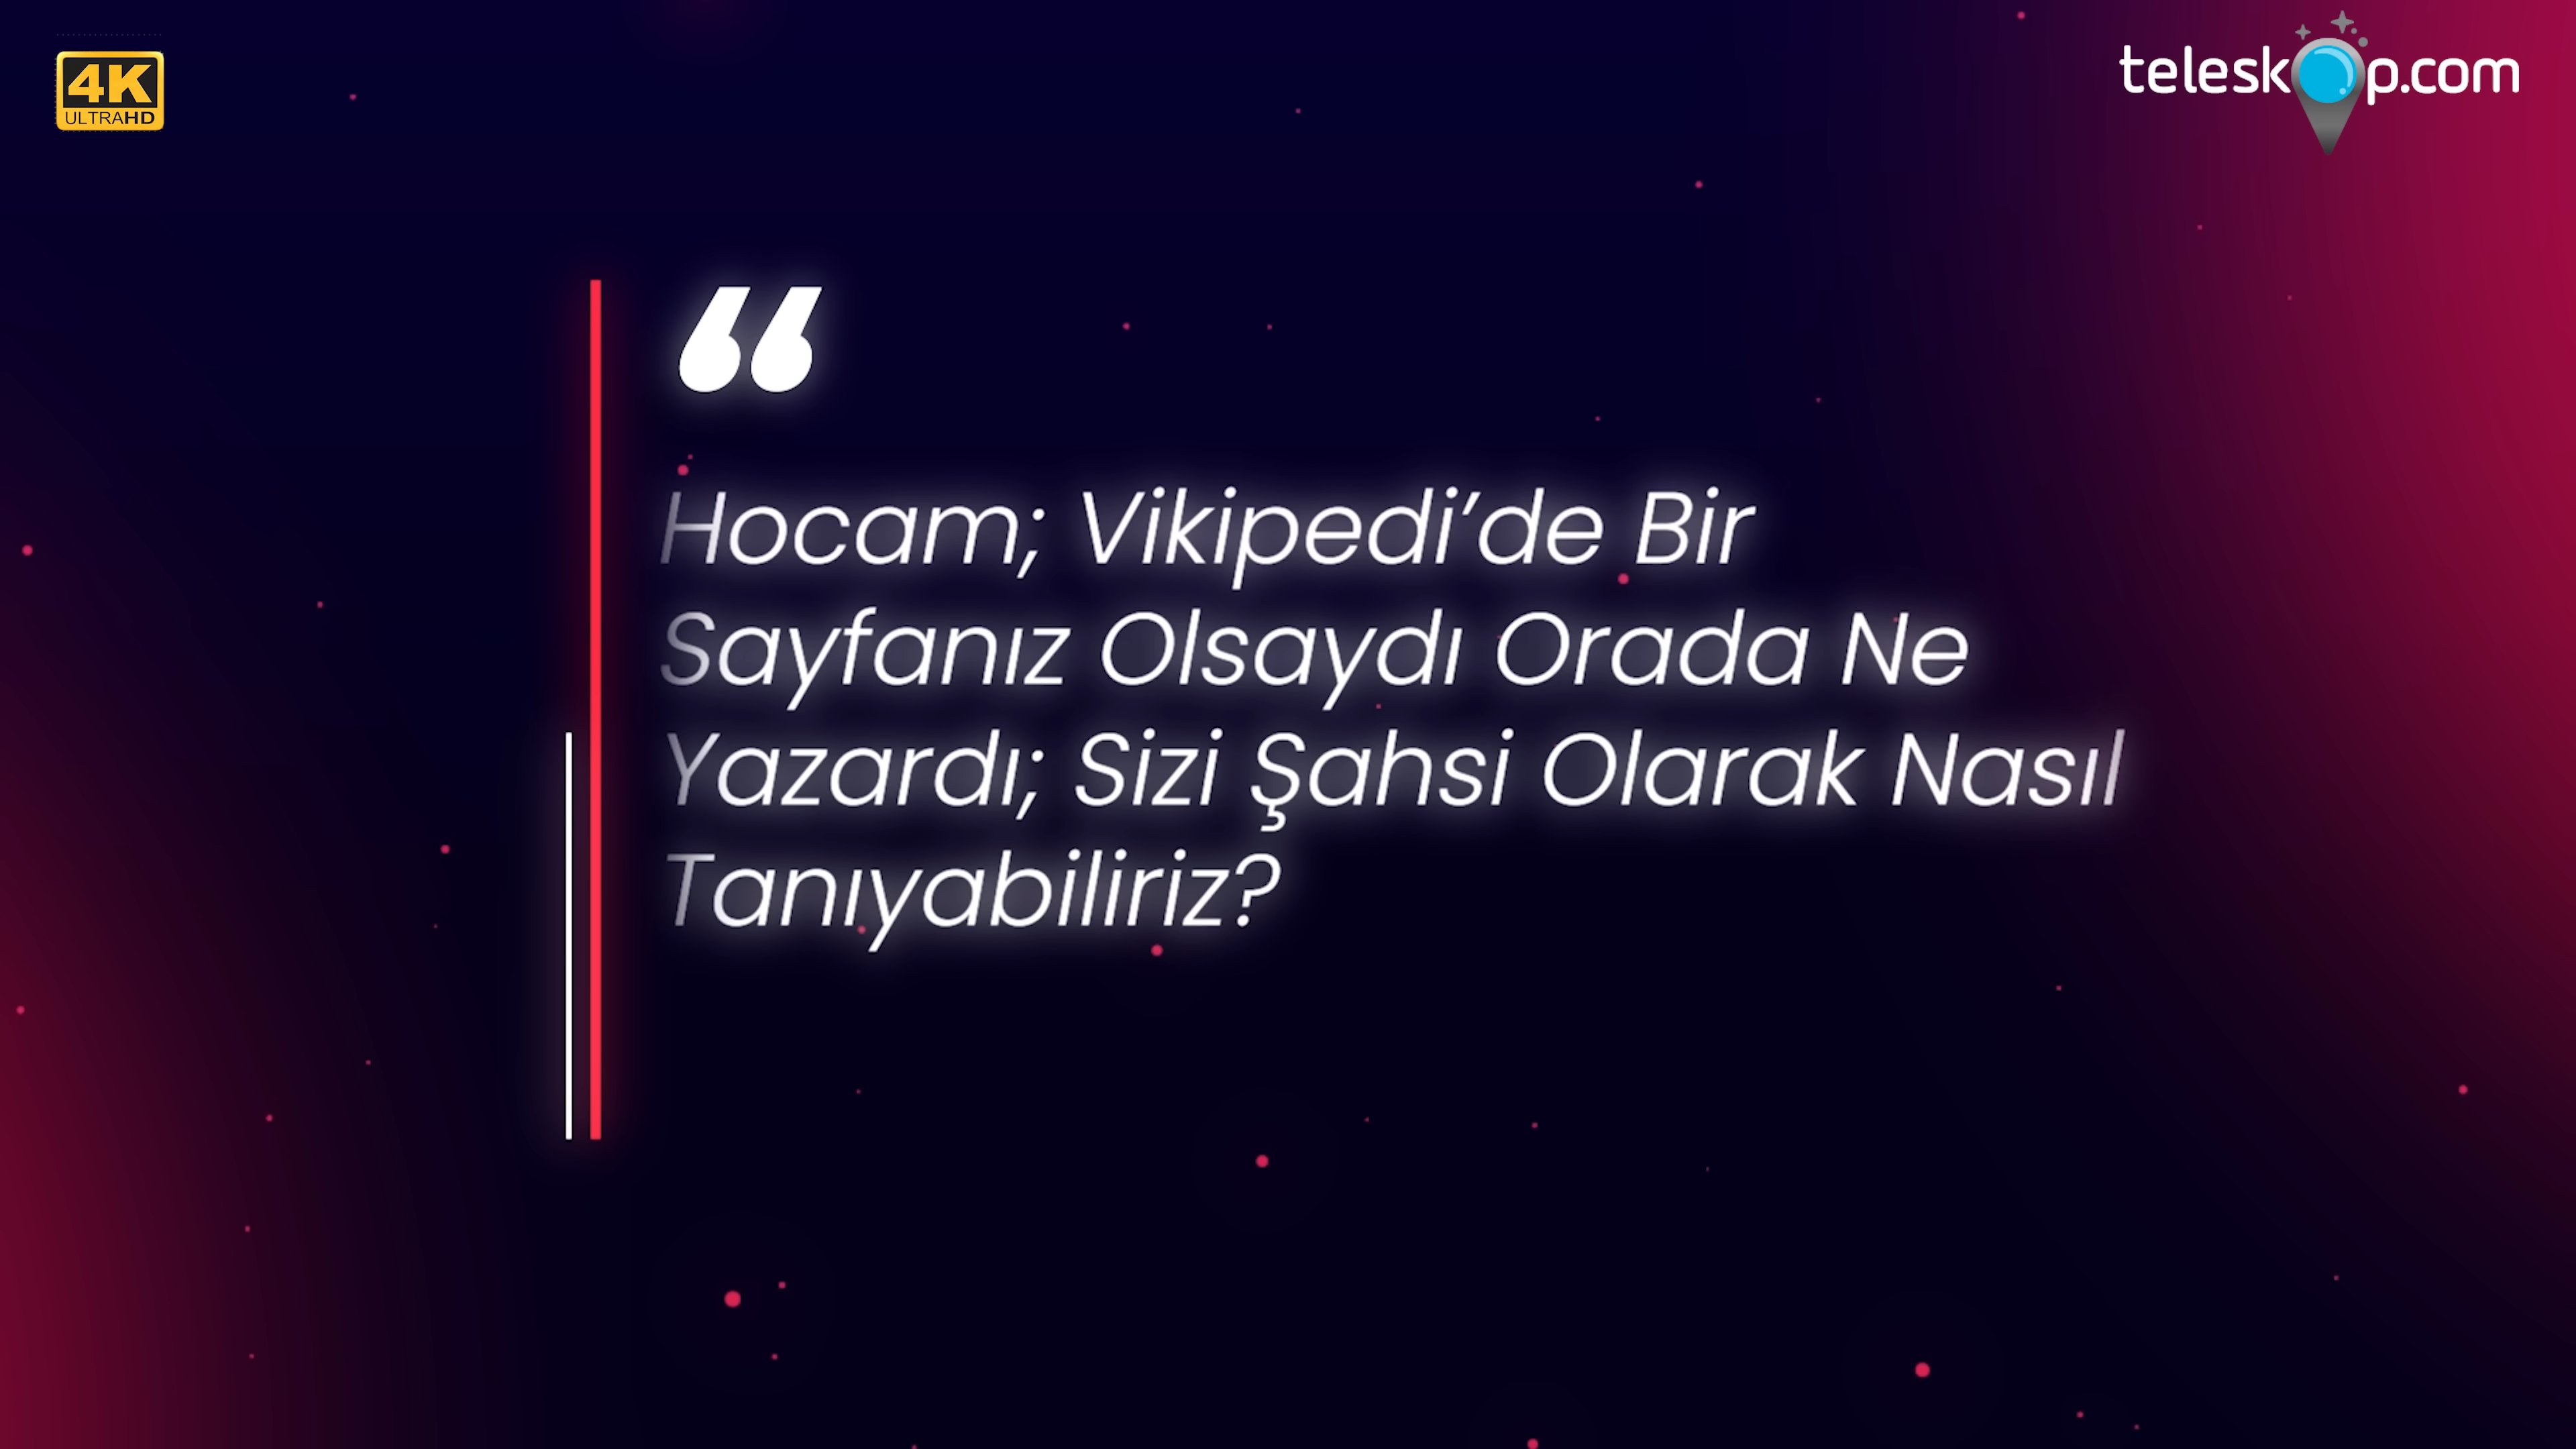 4K
ULTRAHD
teleskop.com
“
Hocam; Vikipedi’de Bir
Sayfanız Olsaydı Orada Ne
Yazardı; Sizi Şahsi Olarak Nasıl
Tanıyabiliriz?